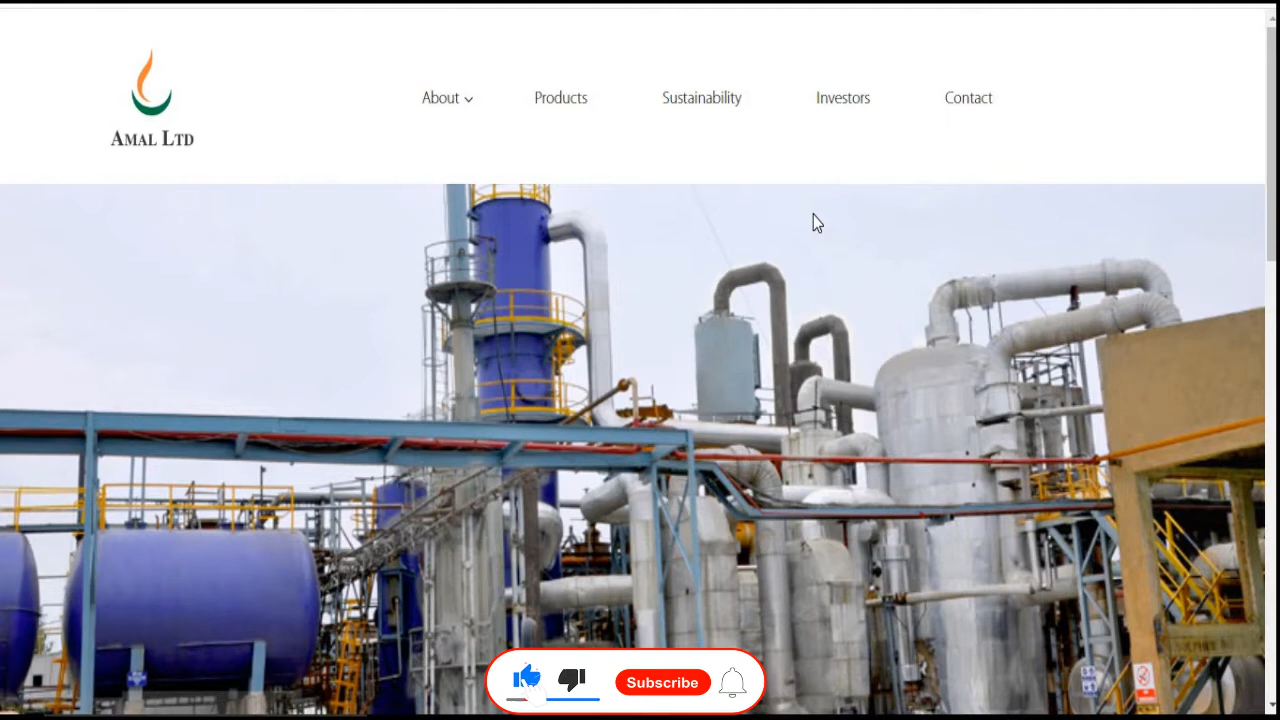 About
Products
Sustainability
Investors
Contact
AMAL LTD
Subscribe